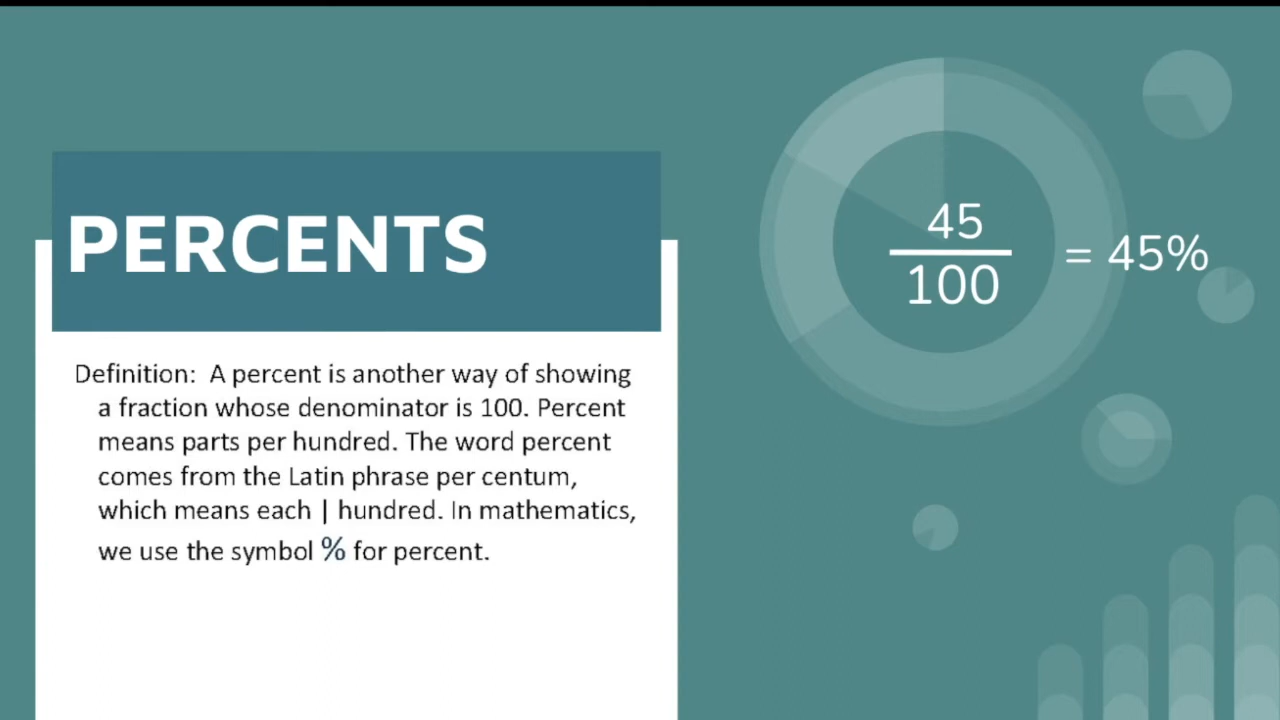 PERCENTS
Definition:  A percent is another way of showing
a fraction whose denominator is 100. Percent
means parts per hundred. The word percent
comes from the Latin phrase per centum,
which means each | hundred. In mathematics,
we use the symbol % for percent.
45
100
= 45%